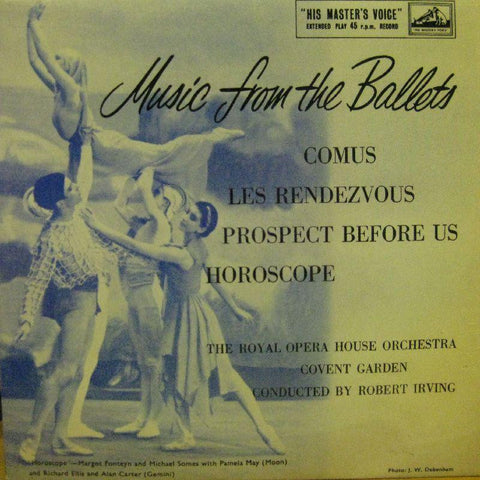 "HIS MASTER'S VOICE"
EXTENDED PLAY 45 r.p.m. RECORD
Music from the Ballets
COMUS
LES RENDEZVOUS
PROSPECT BEFORE US
HOROSCOPE
THE ROYAL OPERA HOUSE ORCHESTRA
COVENT GARDEN
CONDUCTED BY ROBERT IRVING
'Horoscope'—Margot Fonteyn and Michael Somes with Pamela May (Moon)
and Richard Ellis and Alan Carter (Gemini)
Photo: J. W. Debenham